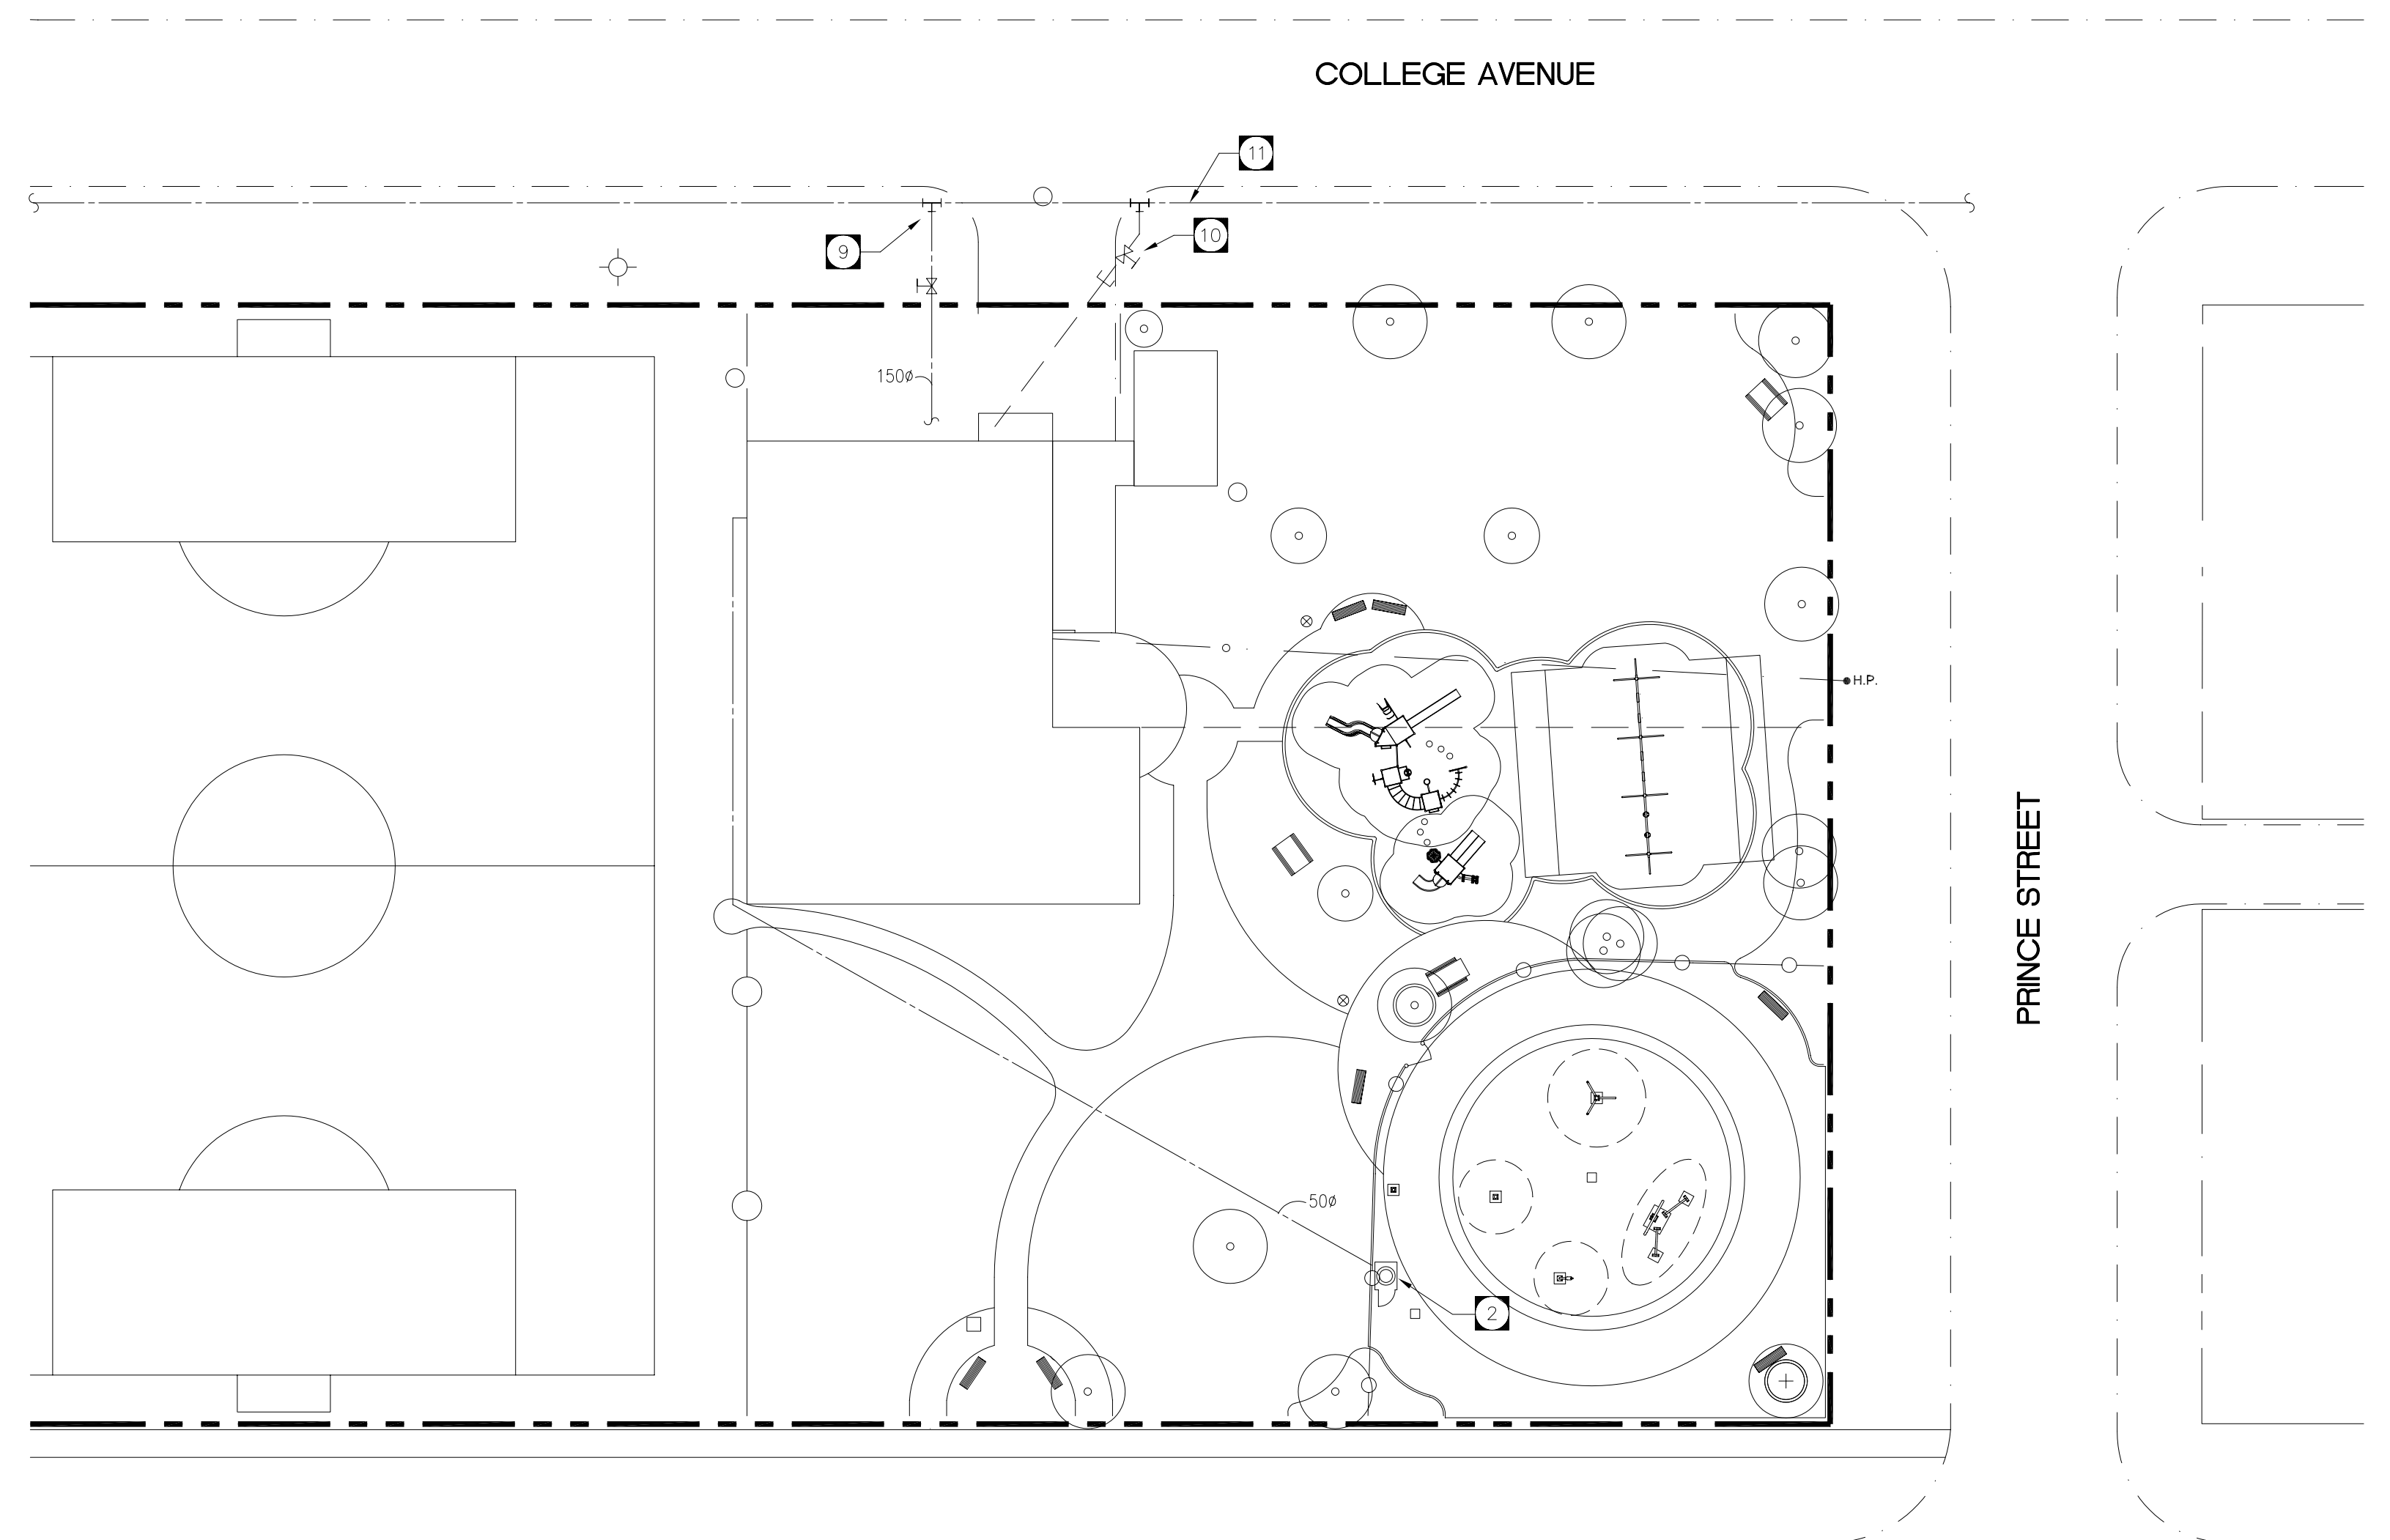 COLLEGE AVENUE
11
9
10
150ø
H.P.
PRINCE STREET
50ø
2